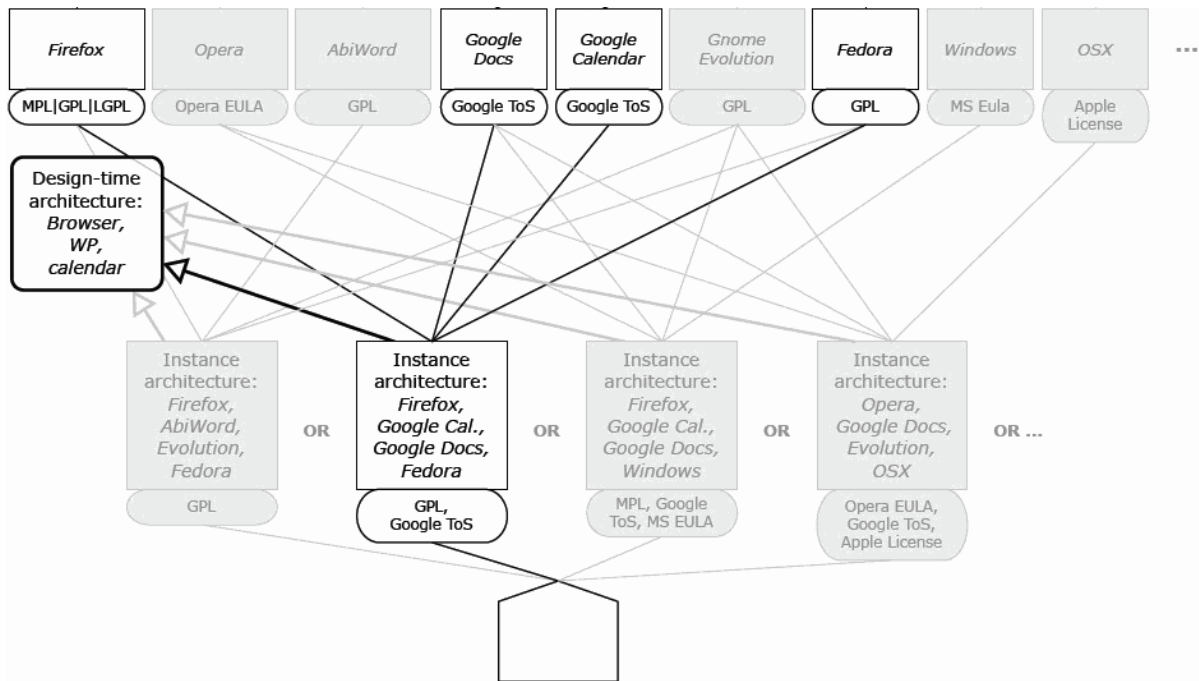 Firefox
Opera
AbiWord
Google
Docs
Google
Calendar
Gnome
Evolution
Fedora
Windows
OSX
...
MPL|GPL|LGPL
Opera EULA
GPL
Google ToS
Google ToS
GPL
GPL
MS Eula
Apple
License
Design-time
architecture:
Browser,
WP,
calendar
Instance
architecture:
Firefox,
AbiWord,
Evolution,
Fedora
GPL
OR
Instance
architecture:
Firefox,
Google Cal.,
Google Docs,
Fedora
GPL,
Google ToS
OR
Instance
architecture:
Firefox,
Google Cal.,
Google Docs,
Windows
MPL, Google
ToS, MS EULA
OR
Instance
architecture:
Opera,
Google Docs,
Evolution,
OSX
Opera EULA,
Google ToS,
Apple License
OR ...